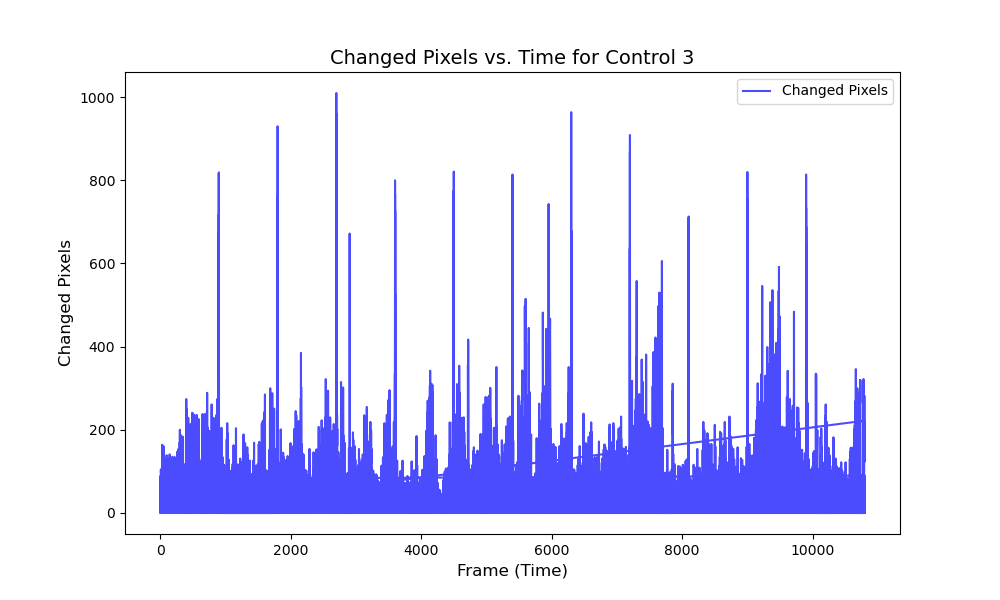 Changed Pixels vs. Time for Control 3
Changed Pixels
1000
800
600
400
200
0
Changed Pixels
0 2000 4000 6000 8000 10000
Frame (Time)